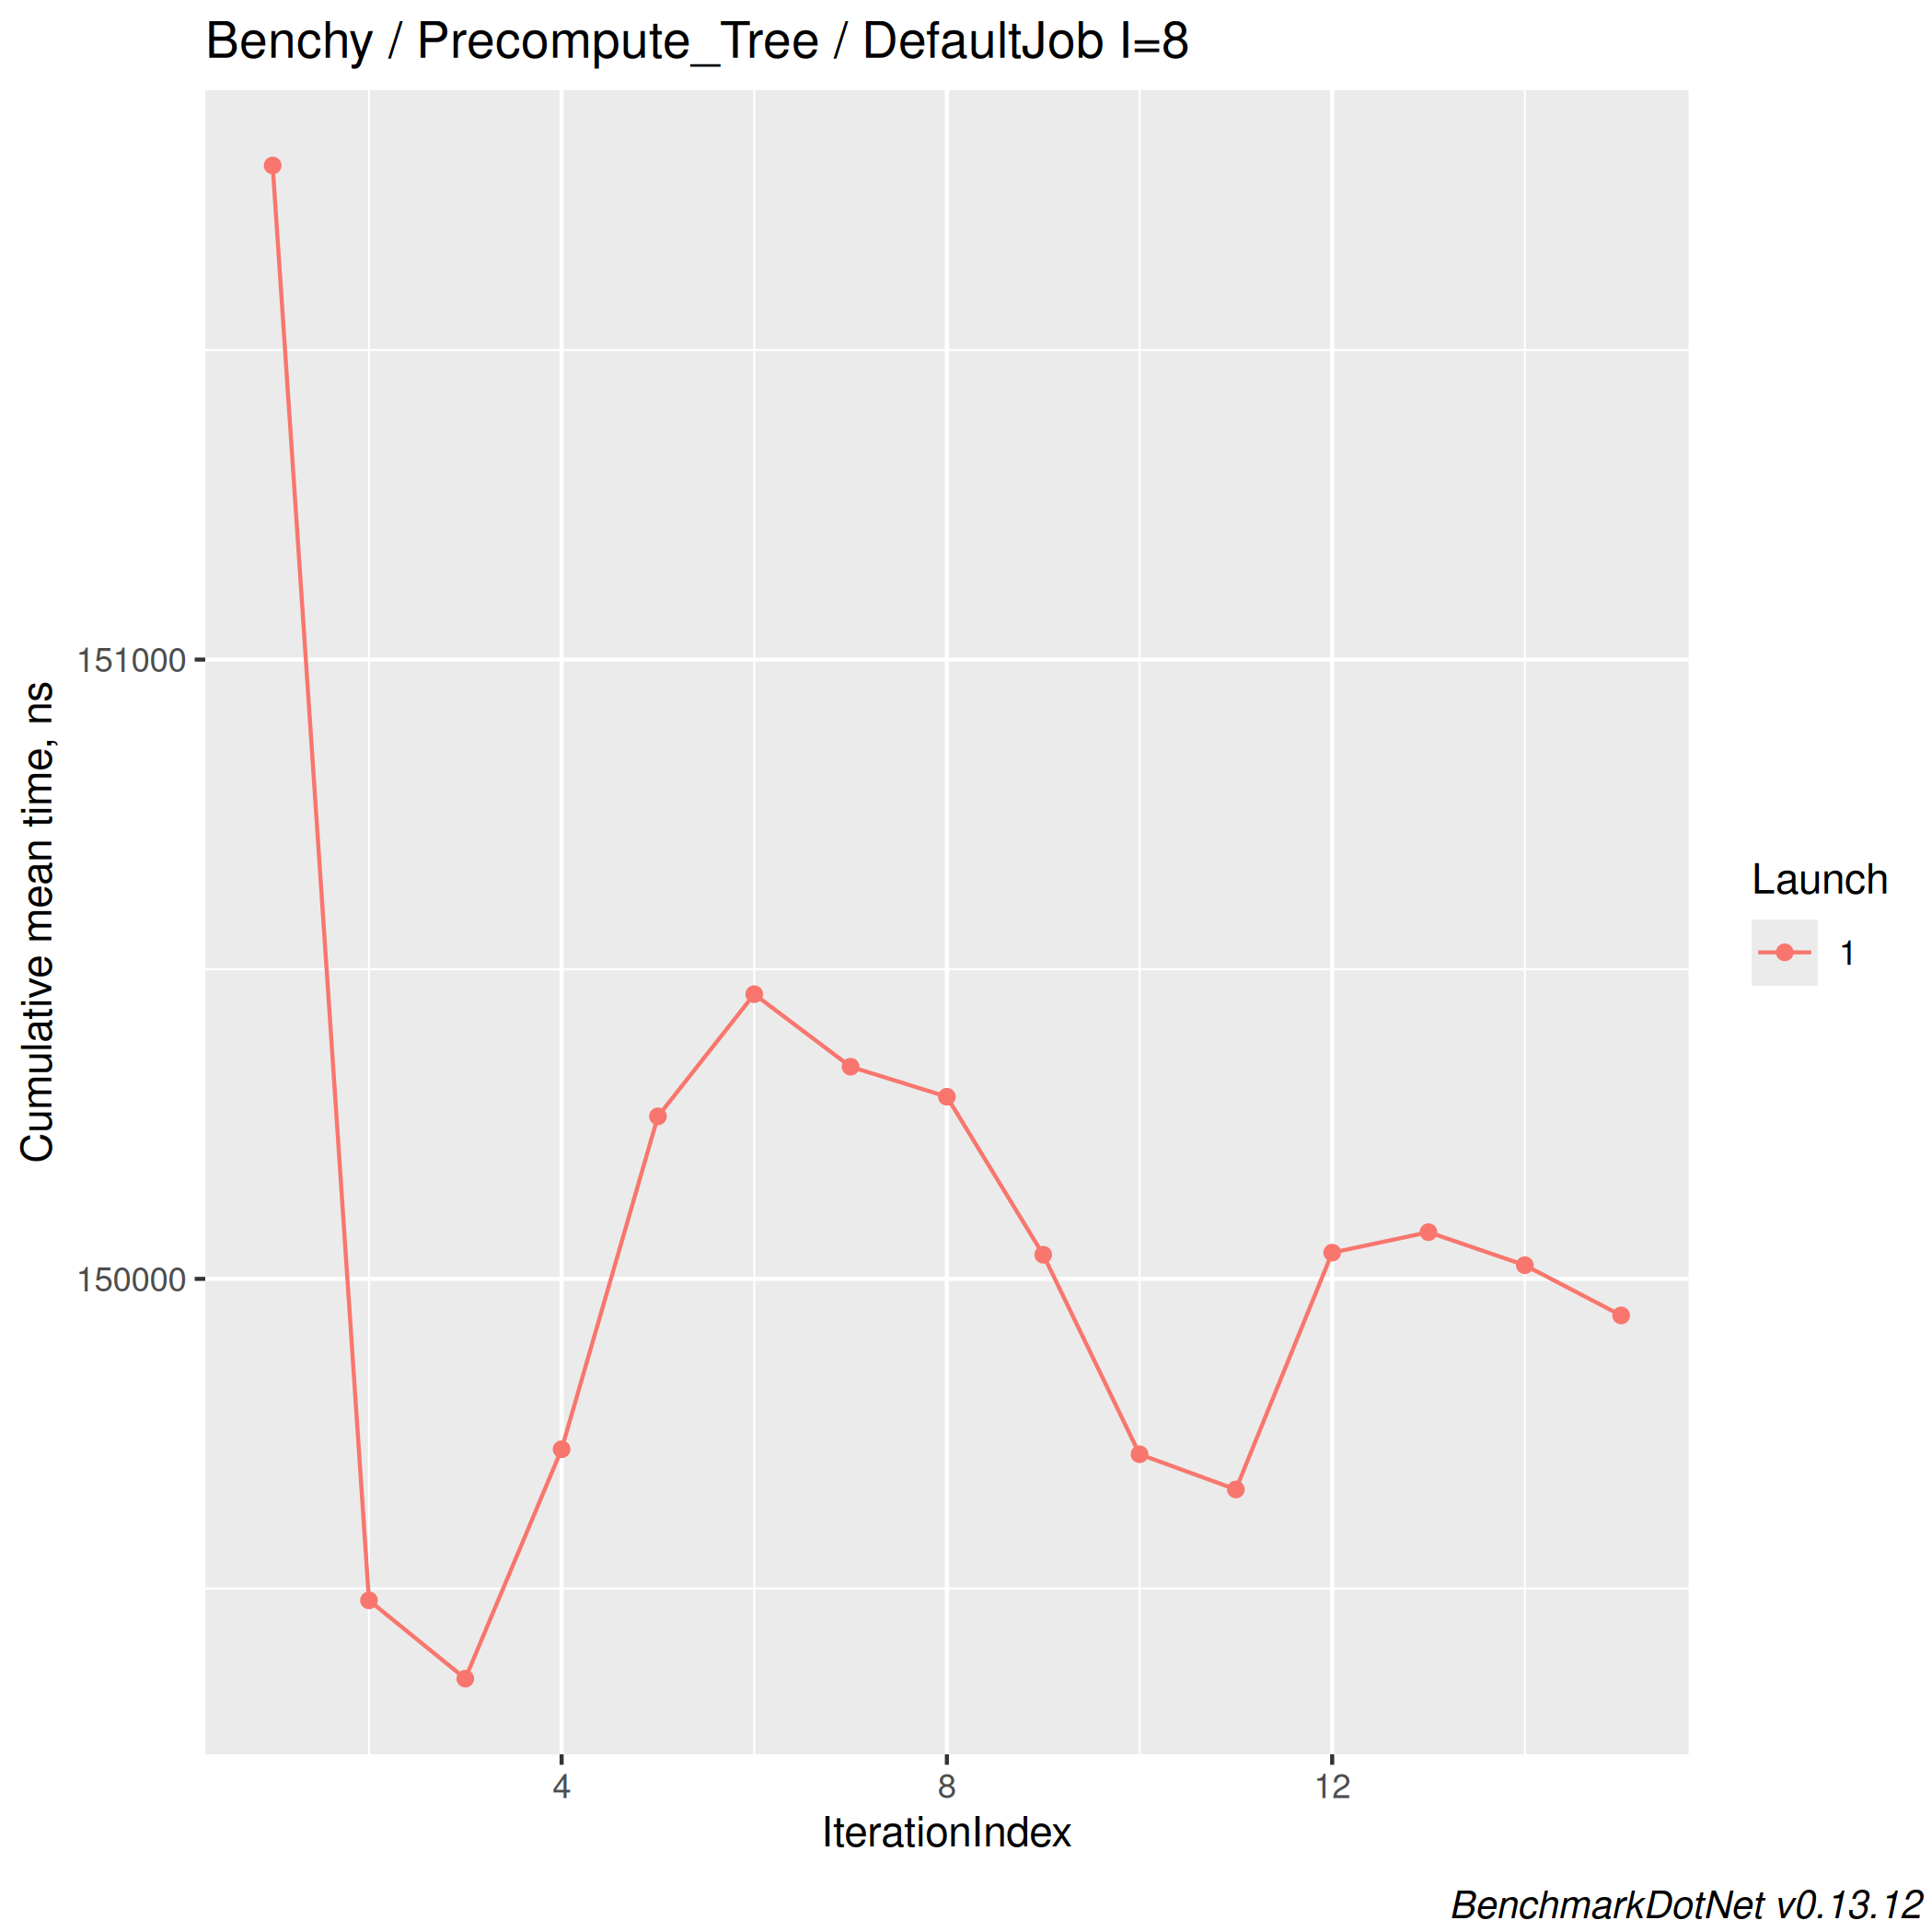 Benchy / Precompute_Tree / DefaultJob I=8
151000
150000
Cumulative mean time, ns
4
8
12
IterationIndex
Launch
1
BenchmarkDotNet v0.13.12